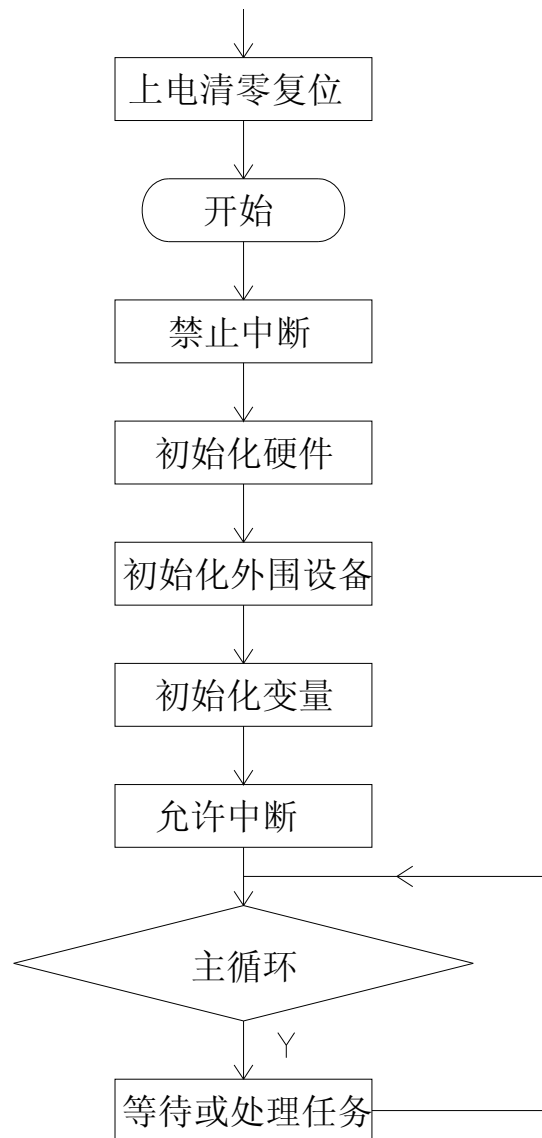 上电清零复位
开始
禁止中断
初始化硬件
初始化外围设备
初始化变量
允许中断
主循环
Y
等待或处理任务